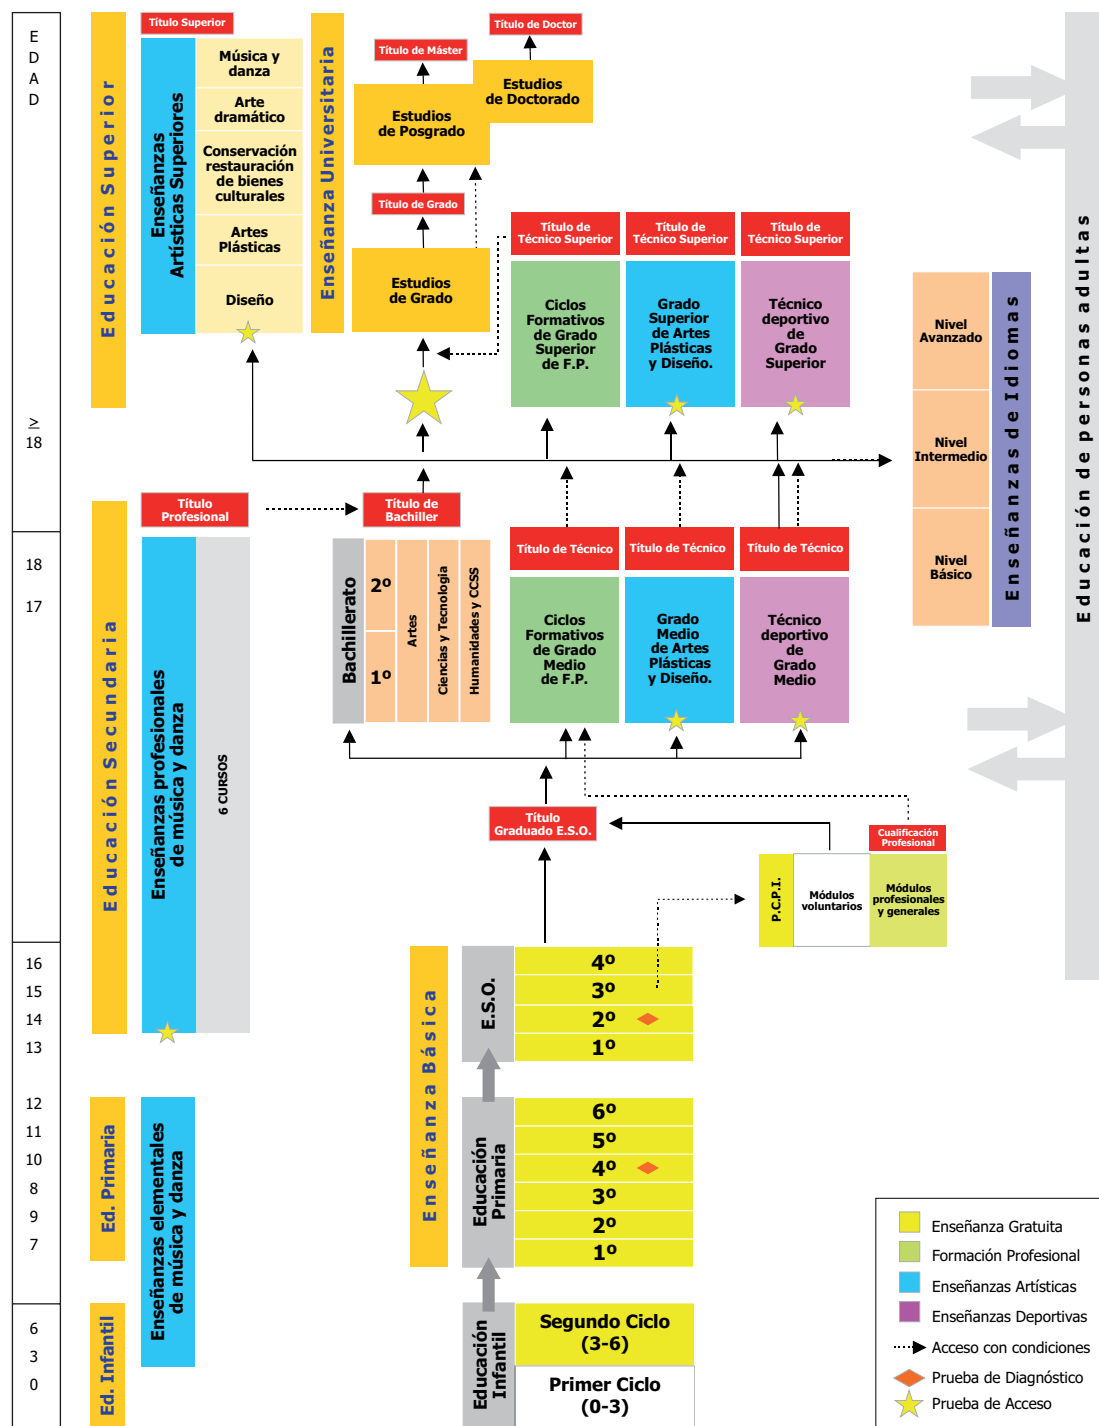 E
D
A
D
≥
18
18
17
16
15
14
13
12
11
10
8
9
7
6
3
0
Educación Superior
Educación Secundaria
Ed. Primaria
Ed. Infantil
Título Superior
Enseñanzas
Artísticas Superiores
Música y
danza
Arte
dramático
Conservación
restauración
de bienes
culturales
Artes
Plásticas
Diseño
Enseñanza Universitaria
Título de Máster
Título de Doctor
Estudios
de Doctorado
Estudios
de Posgrado
Título de Grado
Estudios
de Grado
Título de
Técnico Superior
Título de
Técnico Superior
Título de
Técnico Superior
Ciclos
Formativos
de Grado
Superior
de F.P.
Grado
Superior
de Artes
Plásticas
y Diseño.
Técnico
deportivo
de
Grado
Superior
Nivel
Avanzado
Nivel
Intermedio
Nivel
Básico
Enseñanzas de Idiomas
Educación de personas adultas
Título
Profesional
Título de
Bachiller
Enseñanzas profesionales
de música y danza
6 CURSOS
Bachillerato
2º
1º
Artes
Ciencias y Tecnología
Humanidades y CCSS
Título de Técnico
Título de Técnico
Título de Técnico
Ciclos
Formativos
de Grado
Medio
de F.P.
Grado
Medio
de Artes
Plásticas
y Diseño.
Técnico
deportivo
de
Grado
Medio
Título
Graduado E.S.O.
Cualificación
Profesional
P.C.P.I.
Módulos
voluntarios
Módulos
profesionales
y generales
Enseñanza Básica
E.S.O.
4º
3º
2º
1º
Educación
Primaria
6º
5º
4º
3º
2º
1º
Enseñanzas elementales
de música y danza
Educación
Infantil
Segundo Ciclo
(3-6)
Primer Ciclo
(0-3)
Enseñanza Gratuita
Formación Profesional
Enseñanzas Artísticas
Enseñanzas Deportivas
Acceso con condiciones
Prueba de Diagnóstico
Prueba de Acceso